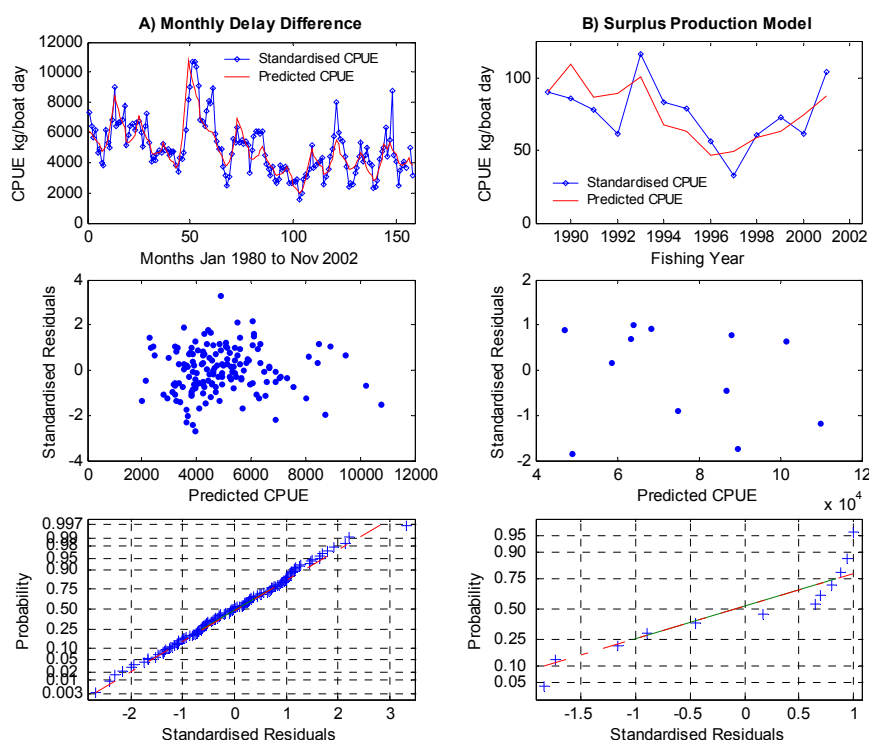 A) Monthly Delay Difference
12000
10000
8000
6000
4000
2000
0
CPUE kg/boat day
Standardised CPUE
Predicted CPUE
0 50 100 150
Months Jan 1980 to Nov 2002
B) Surplus Production Model
100
50
0
CPUE kg/boat day
Standardised CPUE
Predicted CPUE
1990 1992 1994 1996 1998 2000 2002
Fishing Year
4
2
0
-2
-4
Standardised Residuals
0 2000 4000 6000 8000 10000 12000
Predicted CPUE
2
1
0
-1
-2
Standardised Residuals
4 6 8 10 12
Predicted CPUE
x 10^4
0.997
0.99
0.98
0.95
0.90
0.75
0.50
0.25
0.10
0.05
0.02
0.01
0.003
Probability
-2 -1 0 1 2 3
Standardised Residuals
0.95
0.90
0.75
0.50
0.25
0.10
0.05
Probability
-1.5 -1 -0.5 0 0.5 1
Standardised Residuals